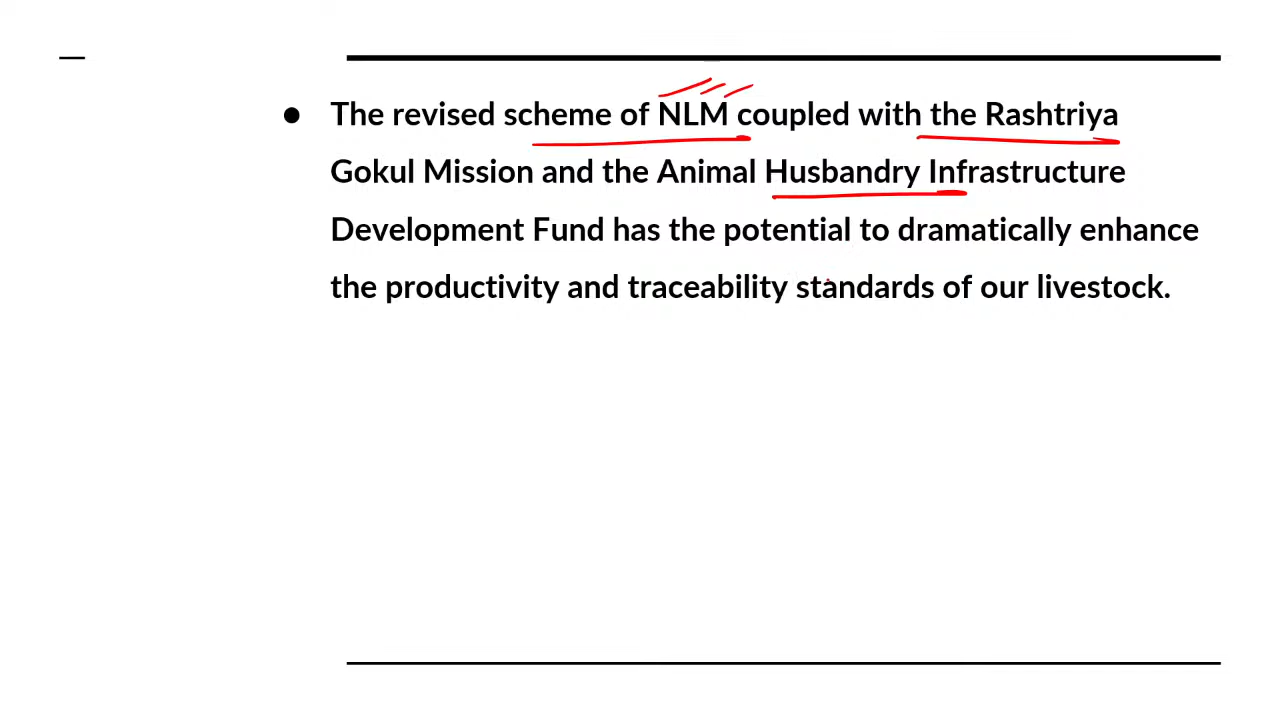 ● The revised scheme of NLM coupled with the Rashtriya
Gokul Mission and the Animal Husbandry Infrastructure
Development Fund has the potential to dramatically enhance
the productivity and traceability standards of our livestock.